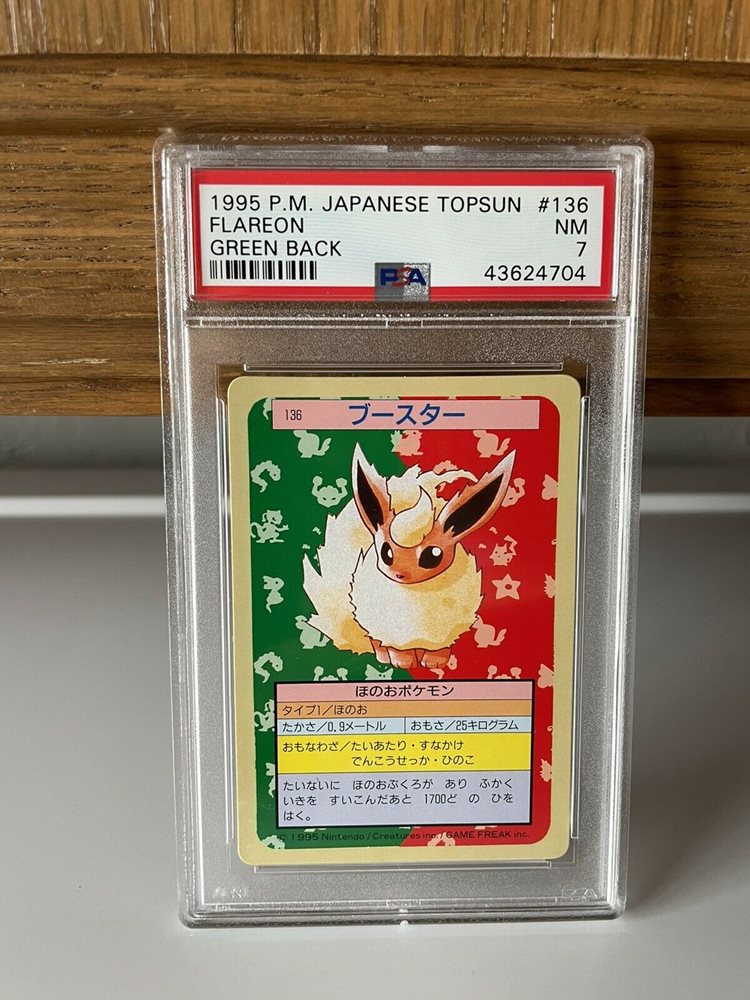 1995 P.M. JAPANESE TOPSUN #136
FLAREON NM
GREEN BACK 7
PSA 43624704
136 ブースター
ほのおポケモン
タイプ1/ほのお
たかさ/0.9メートル おもさ/25キログラム
おもなわざ/たいあたり・すなかけ
でんこうせっか・ひのこ
たいないに ほのおぶくろが あり ふかく
いきを すいこんだあと 1700ど の ひを
はく。
© 1995 Nintendo/Creatures inc./GAME FREAK inc.